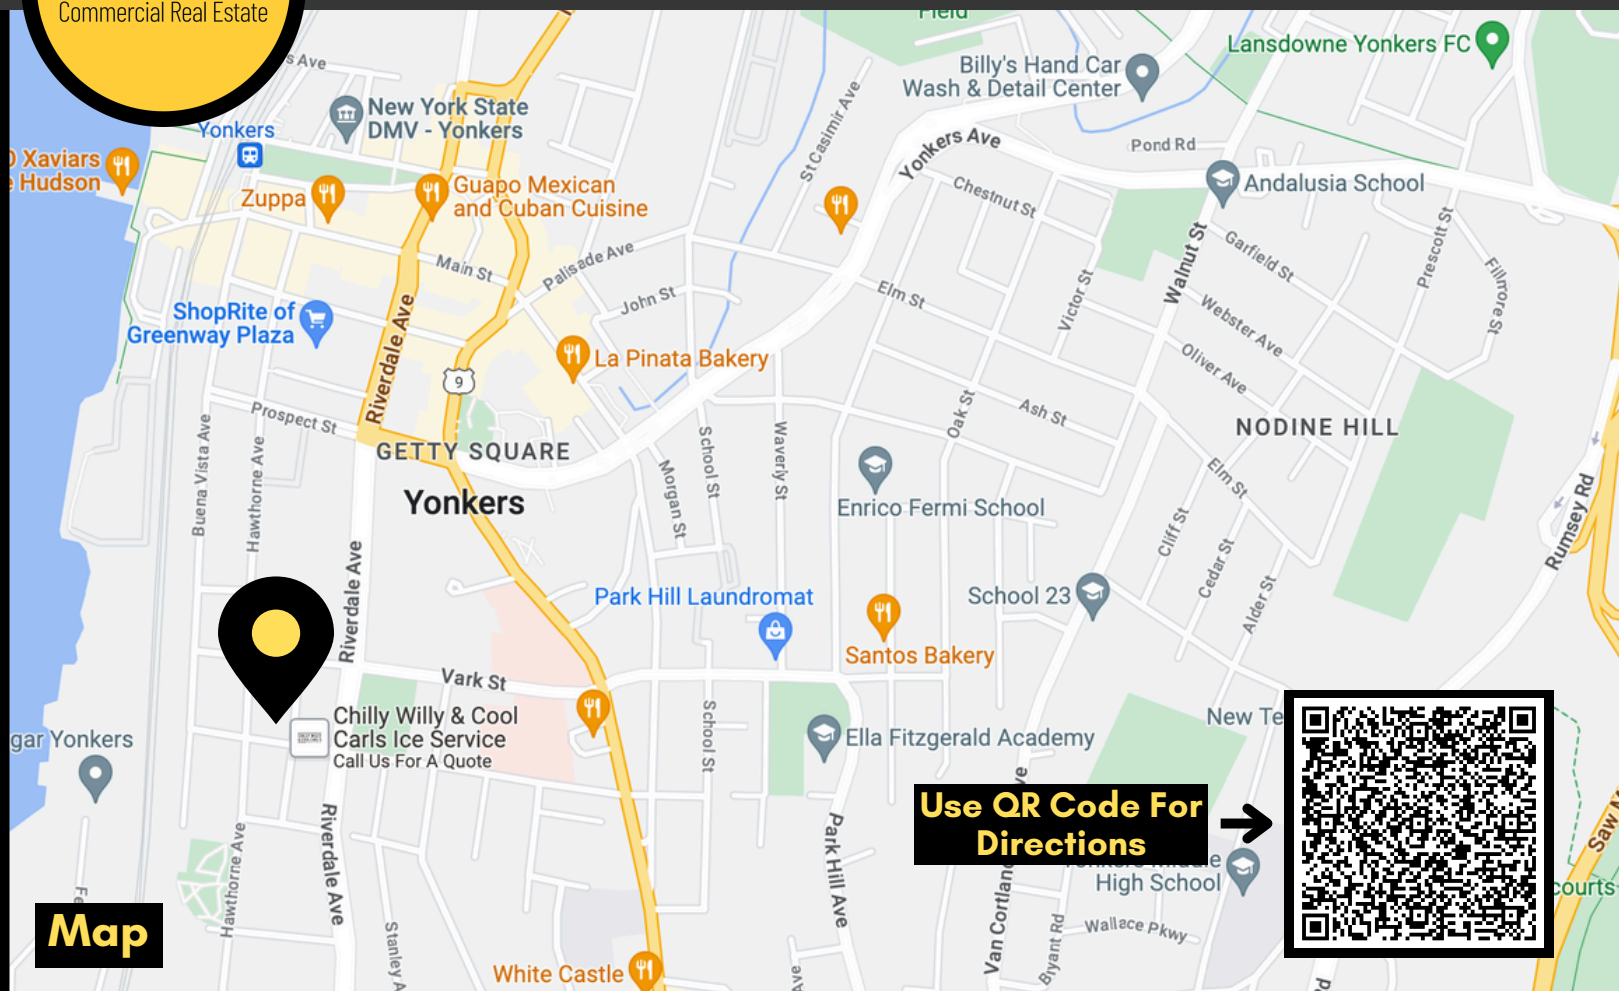 Commercial Real Estate
Field
Lansdowne Yonkers FC
Billy's Hand Car
Wash & Detail Center
s Ave
New York State
DMV - Yonkers
Yonkers
St Casimir Ave
Yonkers Ave
Pond Rd
Xaviars
Hudson
Zuppa
Guapo Mexican
and Cuban Cuisine
Chestnut St
Andalusia School
Main St
Palisade Ave
Walnut St
Garfield St
Prescott St
Fillmore St
John St
Elm St
Victor St
ShopRite of
Greenway Plaza
Riverdale Ave
Webster Ave
La Pinata Bakery
Oliver Ave
9
Prospect St
Oak St
Ash St
NODINE HILL
GETTY SQUARE
Yonkers
Buena Vista Ave
Hawthorne Ave
School St
Waverly St
Morgan St
Elm St
Enrico Fermi School
Cliff St
Rumsey Rd
Riverdale Ave
Cedar St
Alder St
Park Hill Laundromat
School 23
Santos Bakery
Vark St
Chilly Willy & Cool
Carls Ice Service
Call Us For A Quote
School St
New Te
gar Yonkers
Ella Fitzgerald Academy
Use QR Code For
Directions
Riverdale Ave
Hawthorne Ave
Park Hill Ave
Van Cortland
ve
High School
Saw M
courts
Fe
Map
Stanley A
Bryant Rd
Wallace Pkwy
White Castle
Ave
Rd